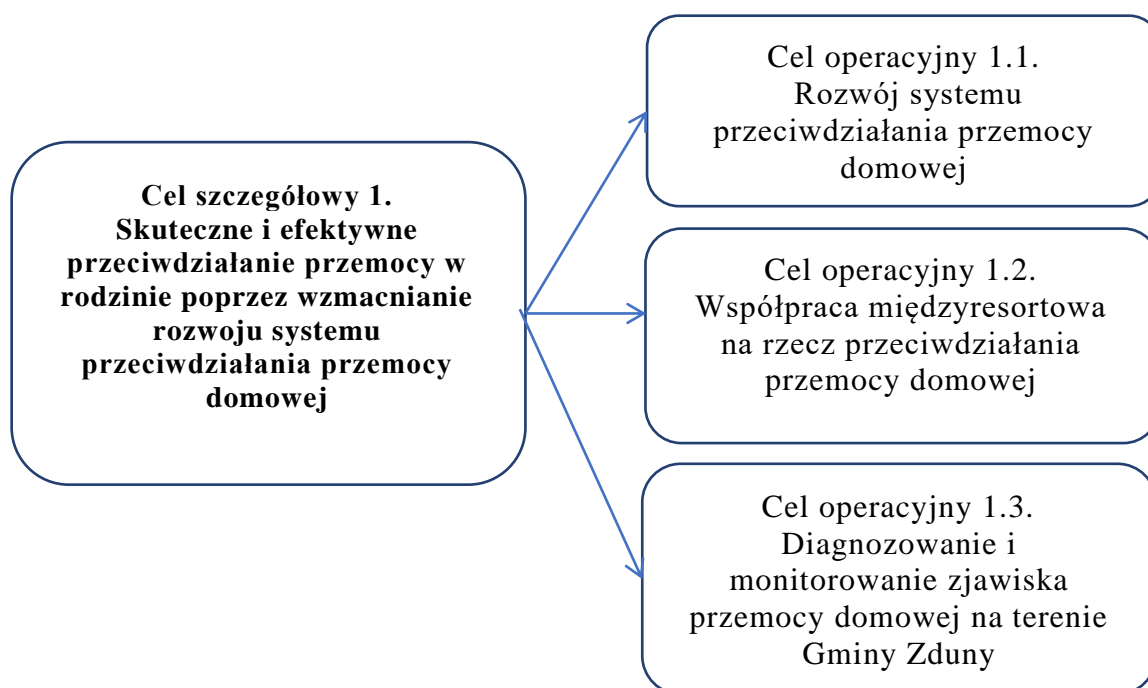 Cel szczegółowy 1.
Skuteczne i efektywne
przeciwdziałanie przemocy w
rodzinie poprzez wzmacnianie
rozwoju systemu
przeciwdziałania przemocy
domowej
Cel operacyjny 1.1.
Rozwój systemu
przeciwdziałania przemocy
domowej
Cel operacyjny 1.2.
Współpraca międzyresortowa
na rzecz przeciwdziałania
przemocy domowej
Cel operacyjny 1.3.
Diagnozowanie i
monitorowanie zjawiska
przemocy domowej na terenie
Gminy Zduny